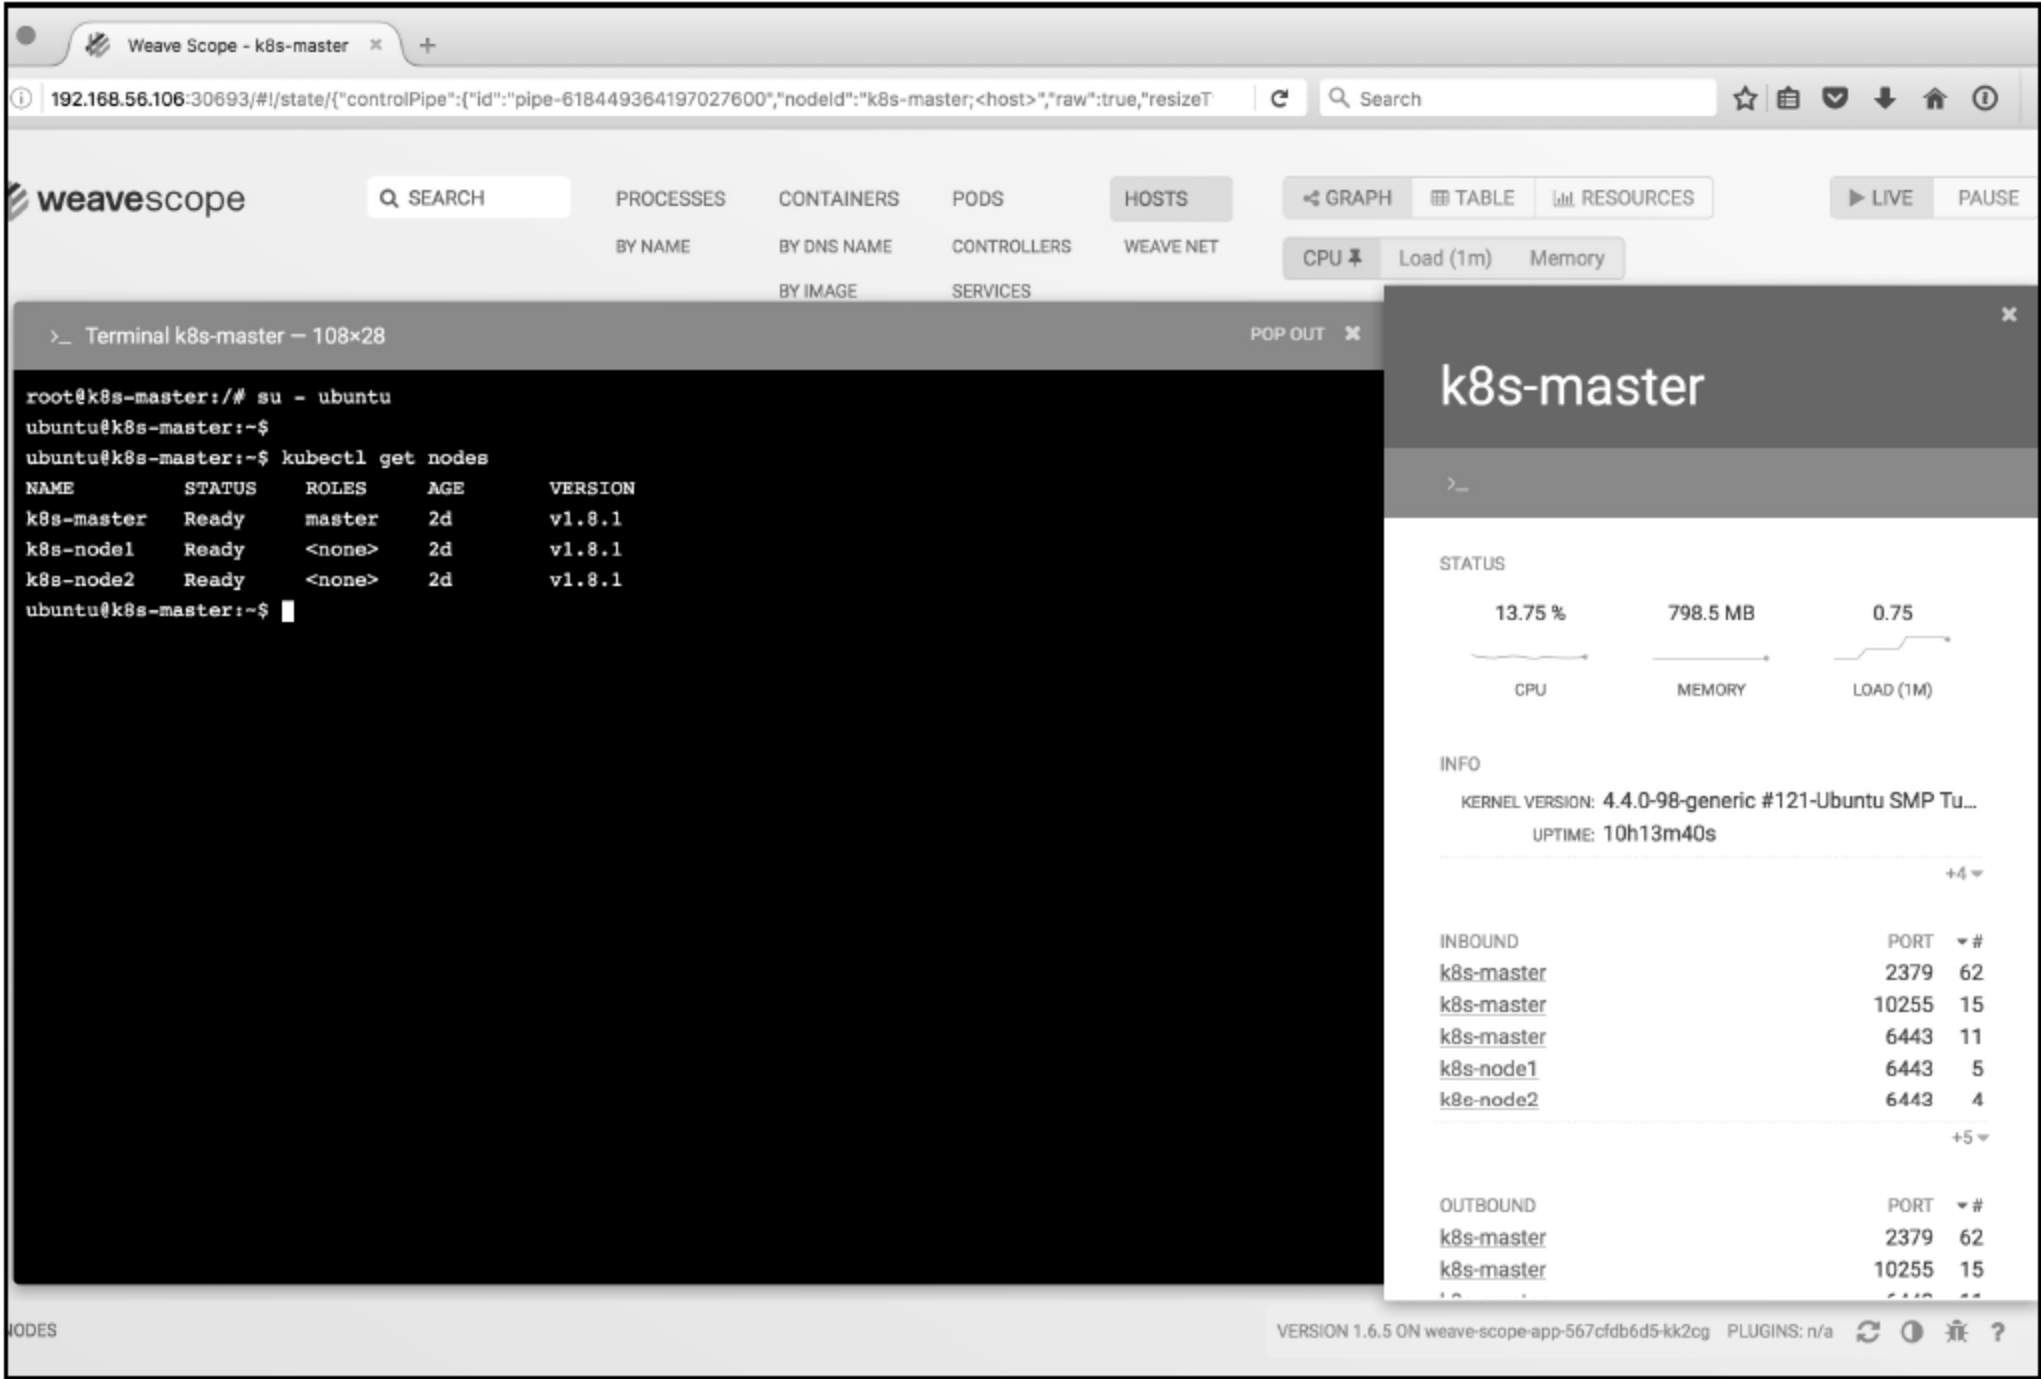 Weave Scope - k8s-master
192.168.56.106:30693/#!/state/{"controlPipe":{"id":"pipe-618449364197027600","nodeId":"k8s-master;<host>","raw":true,"resizeT
Search
weavescope
SEARCH
PROCESSES CONTAINERS PODS HOSTS
GRAPH TABLE RESOURCES
LIVE PAUSE
BY NAME BY DNS NAME CONTROLLERS WEAVE NET
CPU Load (1m) Memory
BY IMAGE SERVICES
>_ Terminal k8s-master — 108×28
POP OUT
root@k8s-master:/# su - ubuntu
ubuntu@k8s-master:~$
ubuntu@k8s-master:~$ kubectl get nodes
NAME STATUS ROLES AGE VERSION
k8s-master Ready master 2d v1.8.1
k8s-node1 Ready <none> 2d v1.8.1
k8s-node2 Ready <none> 2d v1.8.1
ubuntu@k8s-master:~$
k8s-master
>_
STATUS
13.75 % 798.5 MB 0.75
CPU MEMORY LOAD (1M)
INFO
KERNEL VERSION: 4.4.0-98-generic #121-Ubuntu SMP Tu...
UPTIME: 10h13m40s
+4
INBOUND PORT #
k8s-master 2379 62
k8s-master 10255 15
k8s-master 6443 11
k8s-node1 6443 5
k8s-node2 6443 4
+5
OUTBOUND PORT #
k8s-master 2379 62
k8s-master 10255 15
NODES
VERSION 1.6.5 ON weave-scope-app-567cfdb6d5-kk2cg PLUGINS: n/a